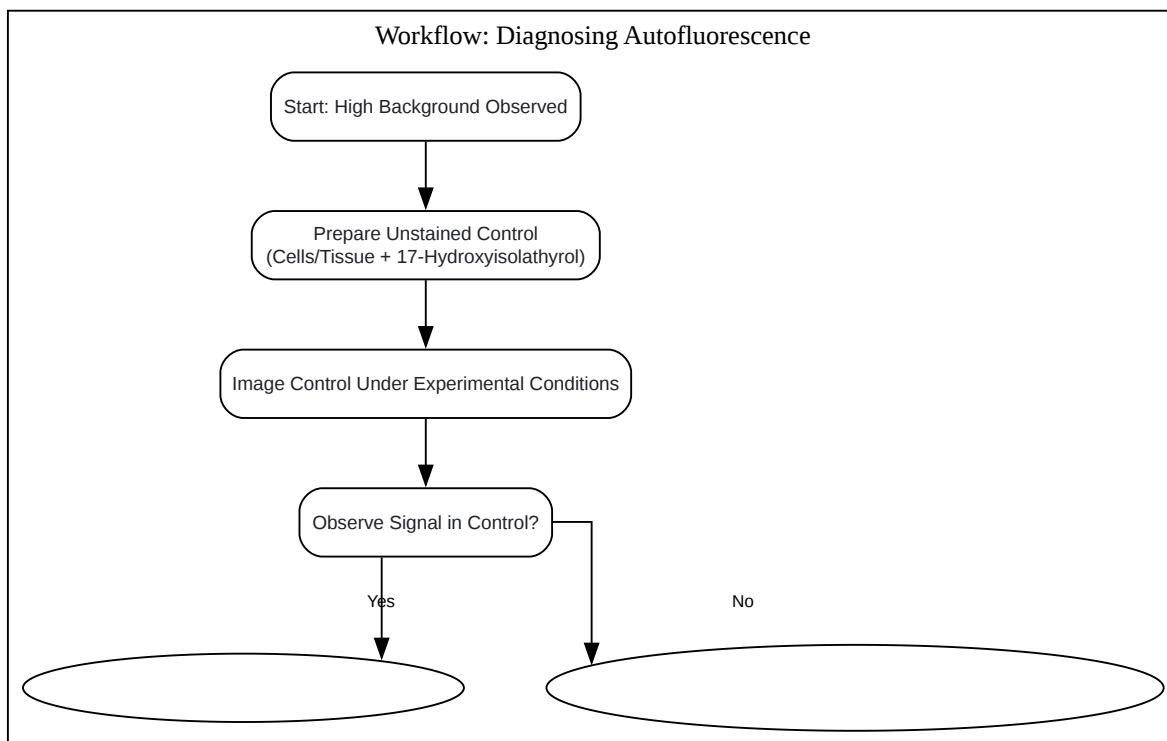 Workflow: Diagnosing Autofluorescence
Start: High Background Observed
Prepare Unstained Control
(Cells/Tissue + 17-Hydroxyisolathyrol)
Image Control Under Experimental Conditions
Observe Signal in Control?
Yes
No